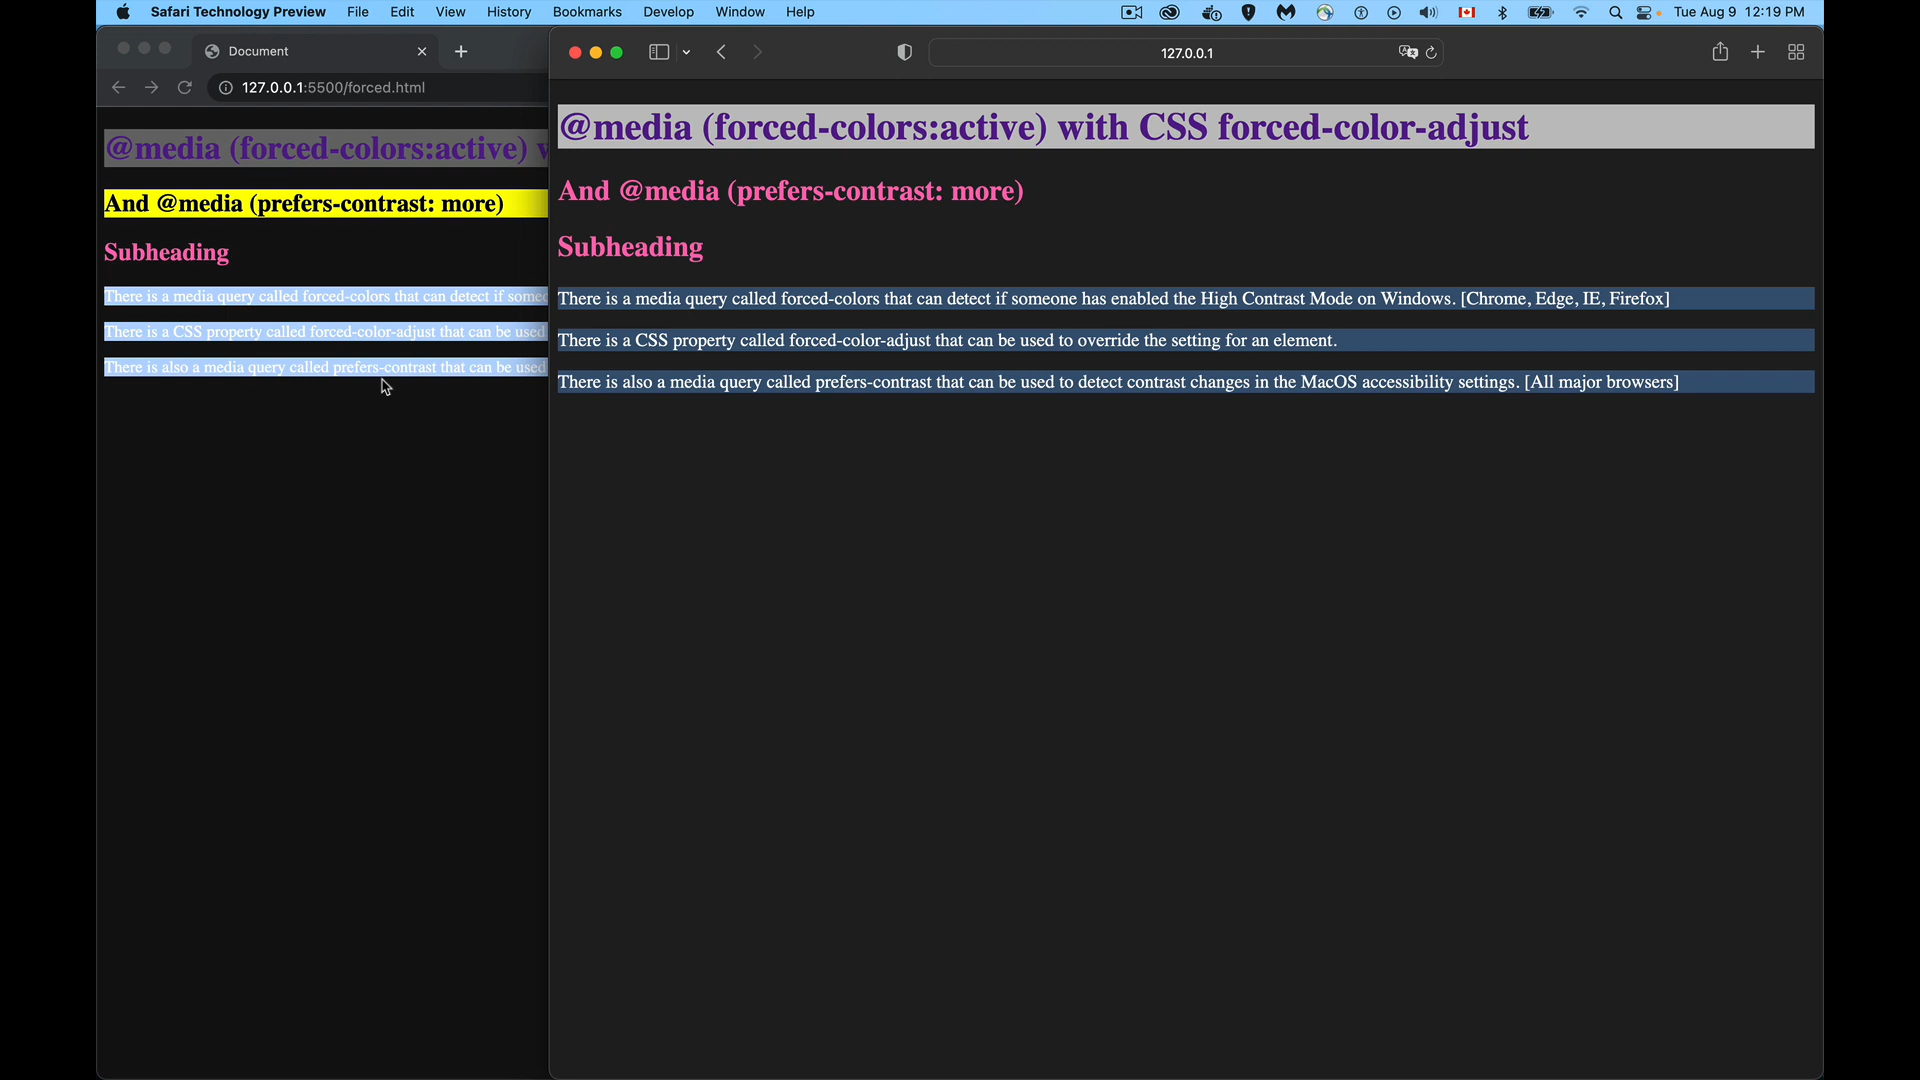 Safari Technology Preview File Edit View History Bookmarks Develop Window Help Tue Aug 9 12:19 PM
Document
127.0.0.1:5500/forced.html
@media (forced-colors:active)
And @media (prefers-contrast: more)
Subheading
There is a media query called forced-colors that can detect if
There is a CSS property called forced-color-adjust that can be used
There is also a media query called prefers-contrast that can be used
127.0.0.1
@media (forced-colors:active) with CSS forced-color-adjust
And @media (prefers-contrast: more)
Subheading
There is a media query called forced-colors that can detect if someone has enabled the High Contrast Mode on Windows. [Chrome, Edge, IE, Firefox]
There is a CSS property called forced-color-adjust that can be used to override the setting for an element.
There is also a media query called prefers-contrast that can be used to detect contrast changes in the MacOS accessibility settings. [All major browsers]